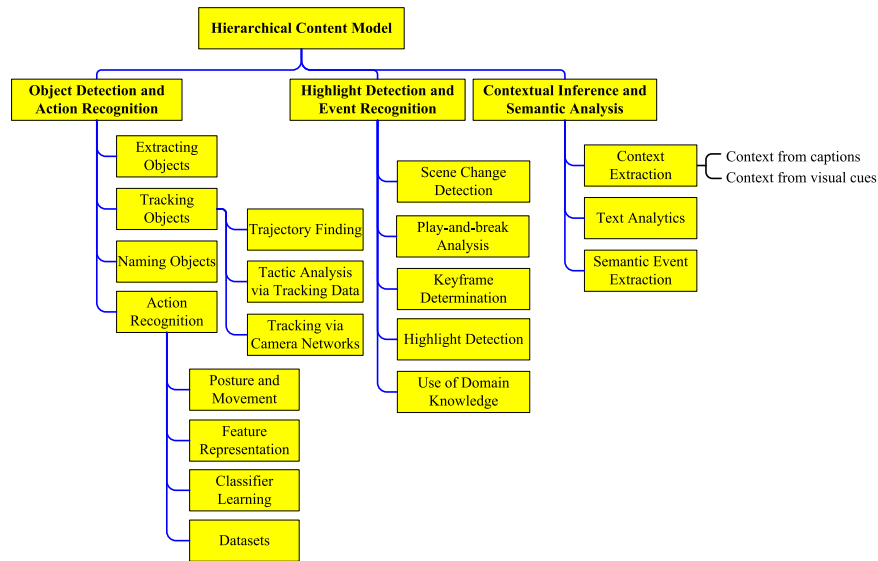 Hierarchical Content Model
Object Detection and
Action Recognition
Extracting
Objects
Tracking
Objects
Trajectory Finding
Tactic Analysis
via Tracking Data
Tracking via
Camera Networks
Naming Objects
Action
Recognition
Posture and
Movement
Feature
Representation
Classifier
Learning
Datasets
Highlight Detection and
Event Recognition
Scene Change
Detection
Play-and-break
Analysis
Keyframe
Determination
Highlight Detection
Use of Domain
Knowledge
Contextual Inference and
Semantic Analysis
Context
Extraction
Context from captions
Context from visual cues
Text Analytics
Semantic Event
Extraction